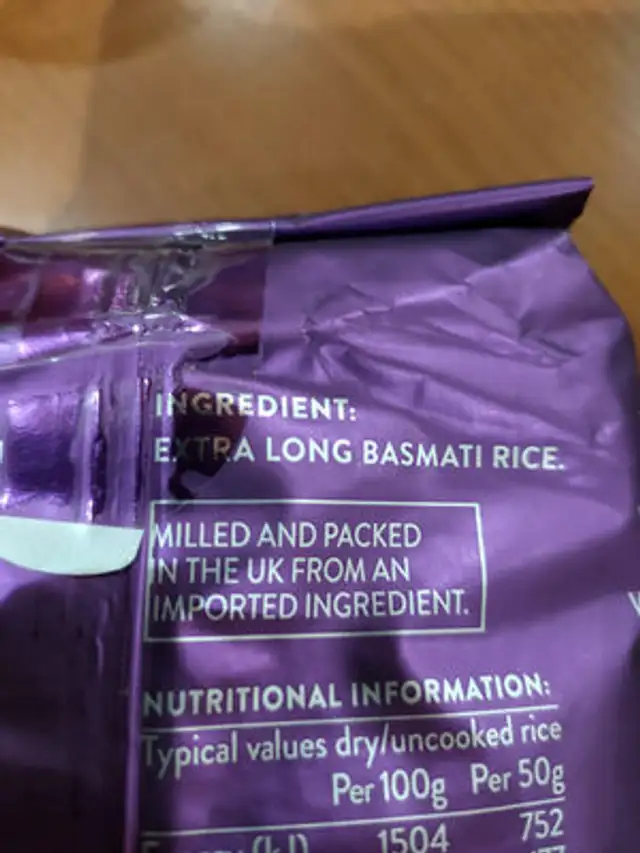 INGREDIENT:
EXTRA LONG BASMATI RICE.
MILLED AND PACKED
IN THE UK FROM AN
IMPORTED INGREDIENT.
NUTRITIONAL INFORMATION:
Typical values dry/uncooked rice
Per 100g Per 50g
1504 752